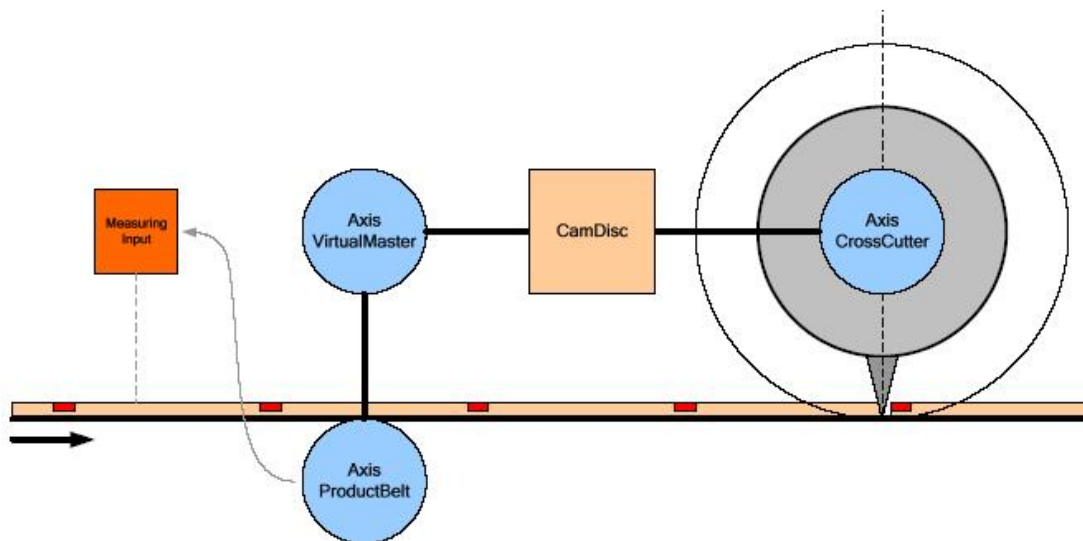 Measuring
Input
Axis
VirtualMaster
CamDisc
Axis
CrossCutter
Axis
ProductBelt